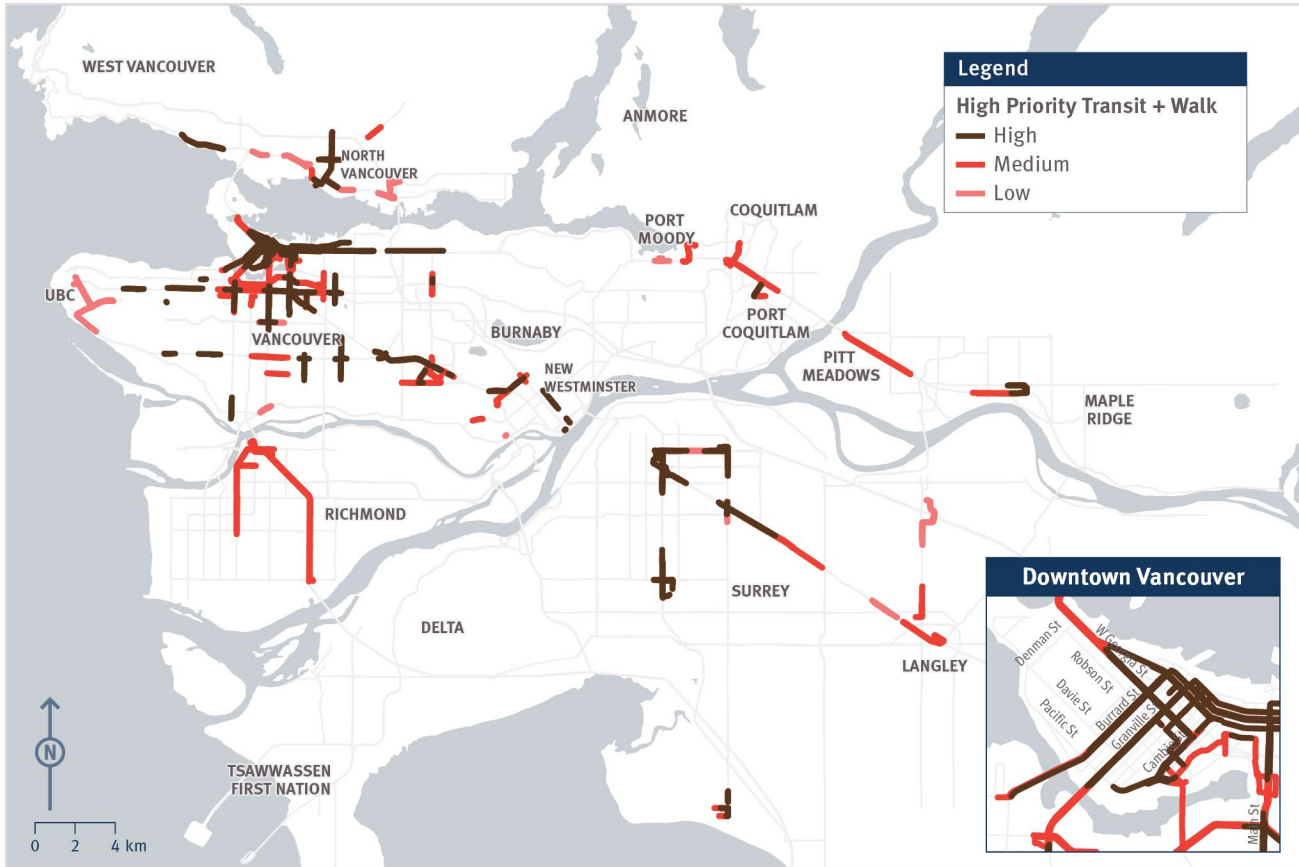 WEST VANCOUVER
ANMORE
Legend
High Priority Transit + Walk
High
Medium
Low
NORTH
VANCOUVER
PORT
MOODY
COQUITLAM
UBC
VANCOUVER
BURNABY
PORT
COQUITLAM
PITT
MEADOWS
NEW
WESTMINSTER
MAPLE
RIDGE
RICHMOND
SURREY
DELTA
LANGLEY
TSAWWASSEN
FIRST NATION
N
0 2 4 km
Downtown Vancouver
Denman St
W Georgia St
Robson St
Davie St
Burrard St
Pacific St
Granville S
Cambie St
Main St